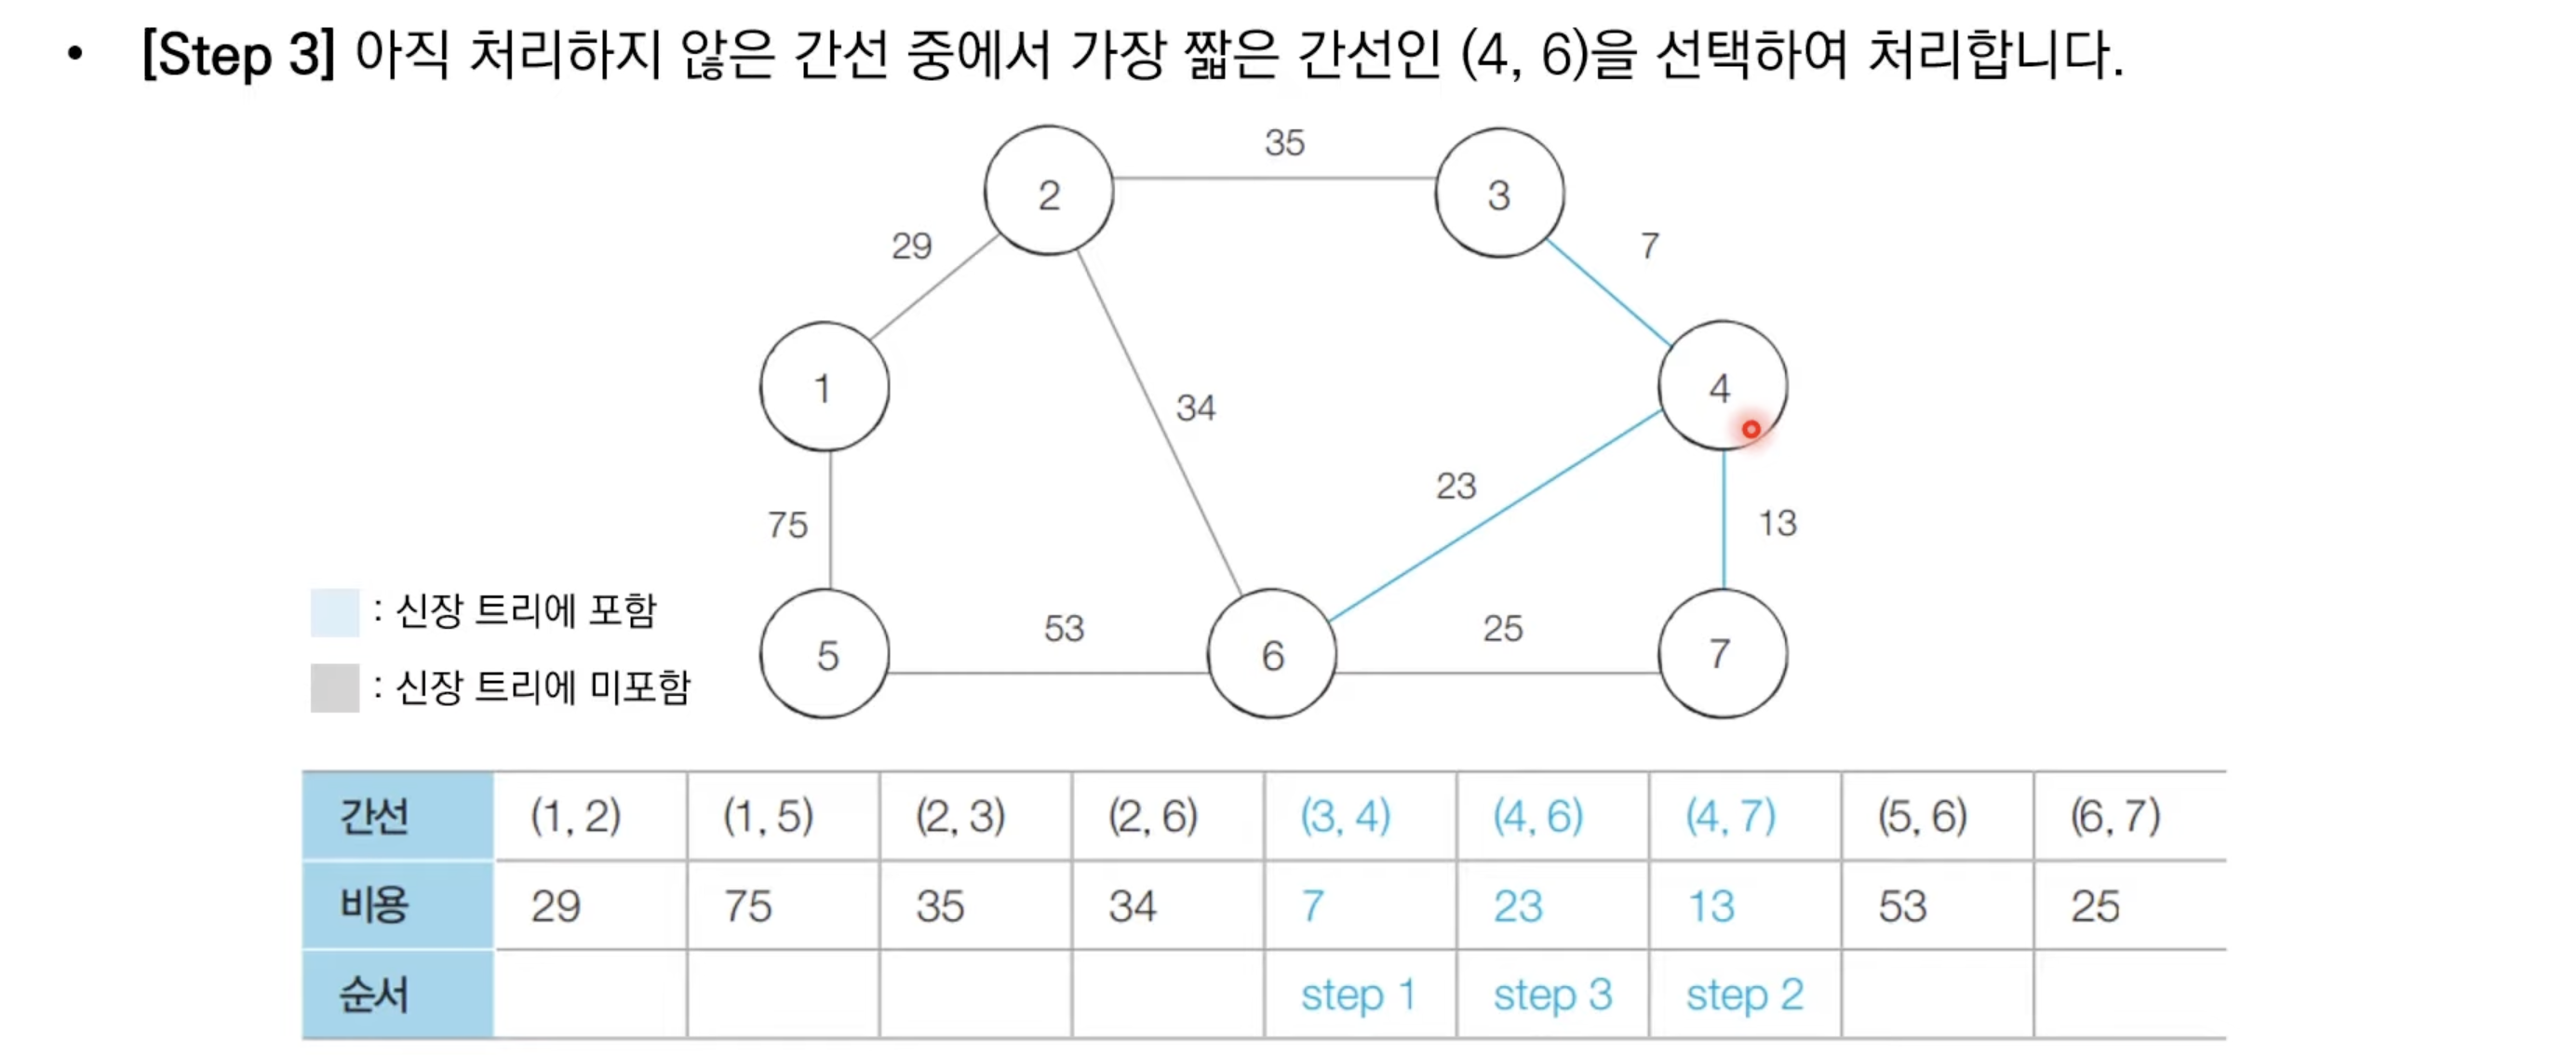 • [Step 3] 아직 처리하지 않은 간선 중에서 가장 짧은 간선인 (4, 6)을 선택하여 처리합니다.
35
2
3
29
7
1
4
34
23
75
13
: 신장 트리에 포함
53
25
5
6
7
: 신장 트리에 미포함
간선 (1, 2) (1, 5) (2, 3) (2, 6) (3, 4) (4, 6) (4, 7) (5, 6) (6, 7)
비용 29 75 35 34 7 23 13 53 25
순서 step 1 step 3 step 2